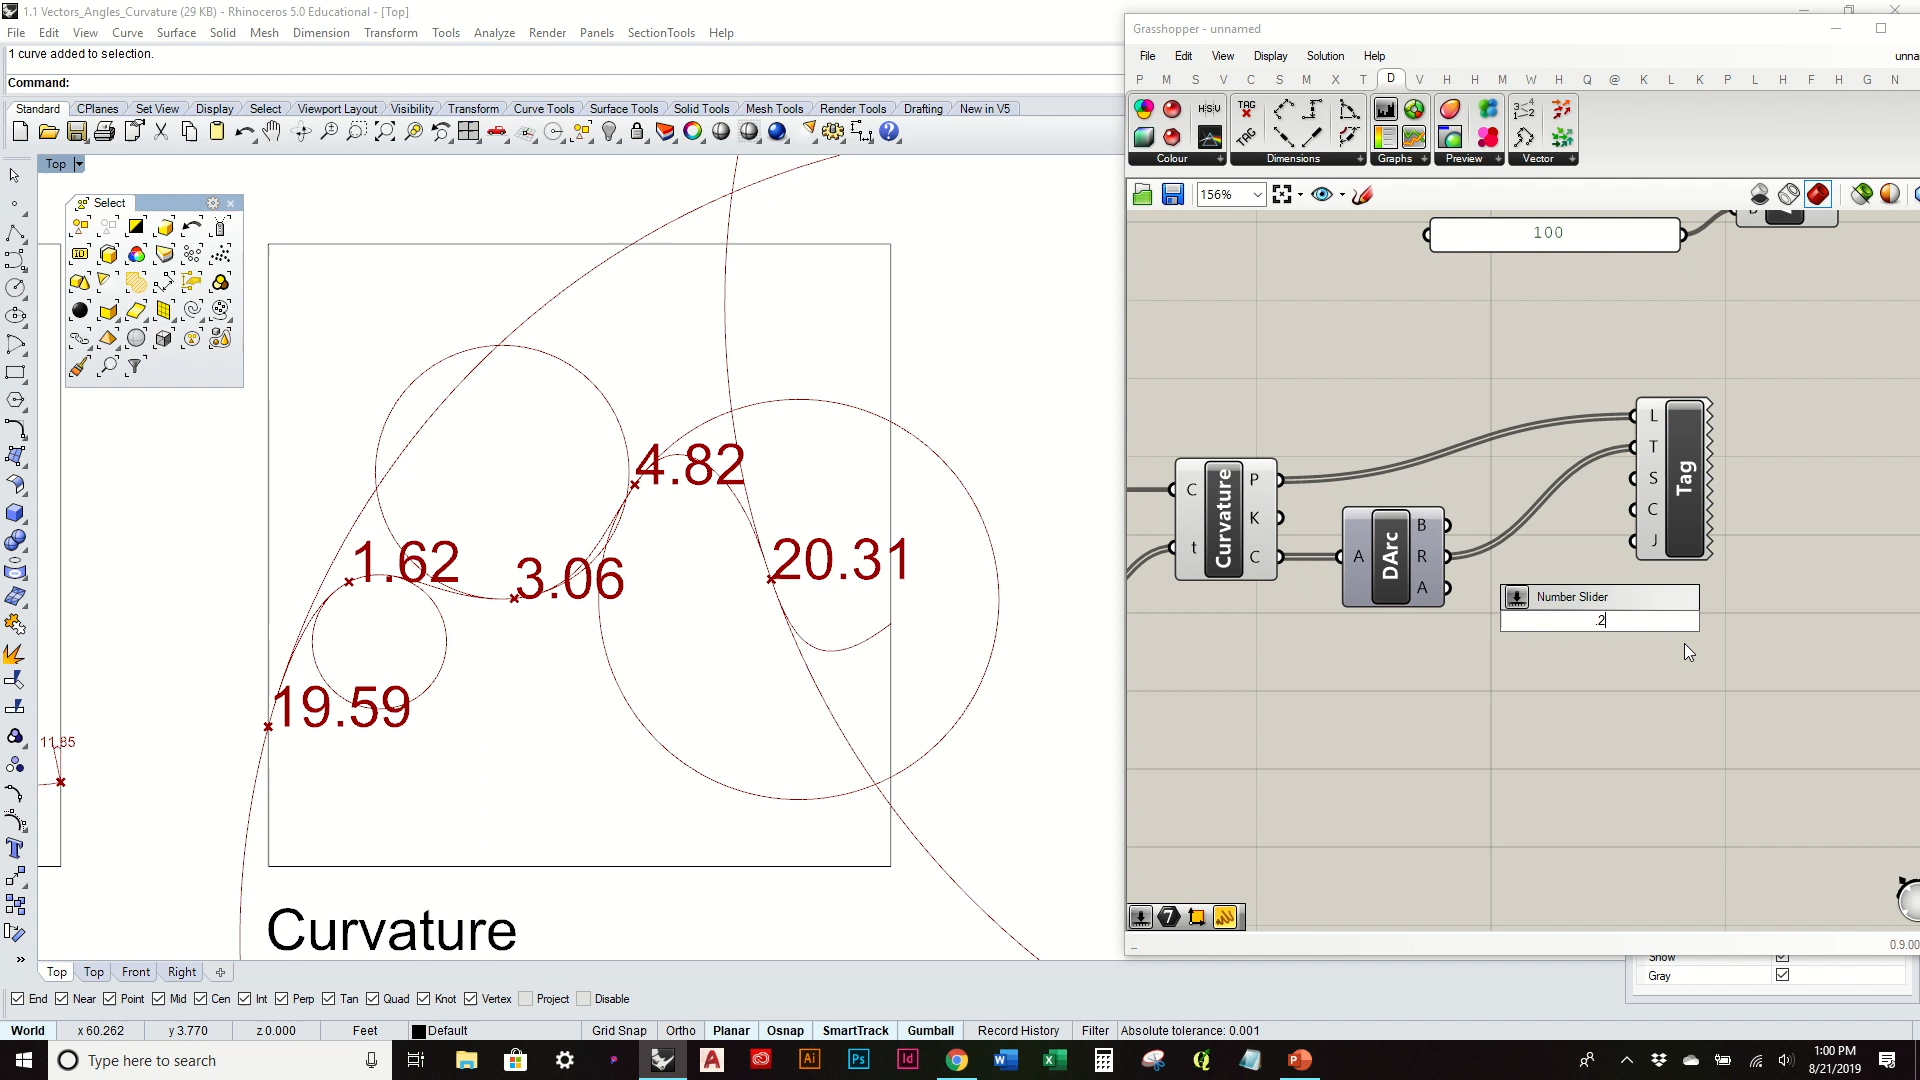 1.1 Vectors_Angles_Curvature (29 KB) - Rhinoceros 5.0 Educational - [Top]
File Edit View Curve Surface Solid Mesh Dimension Transform Tools Analyze Render Panels SectionTools Help
1 curve added to selection.
Command:
Standard CPlanes Set View Display Select Viewport Layout Visibility Transform Curve Tools Surface Tools Solid Tools Mesh Tools Render Tools Drafting New in V5
Top
Select
4.82
1.62
3.06
20.31
19.59
11.85
Curvature
Top Top Front Right
End Near Point Mid Cen Int Perp Tan Quad Knot Vertex Project Disable
World x 60.262 y 3.770 z 0.000 Feet Default Grid Snap Ortho Planar Osnap SmartTrack Gumball Record History Filter Absolute tolerance: 0.001
Grasshopper - unnamed
File Edit View Display Solution Help unna
P M S V C S M X T D V H H M W H Q @ K L K P L H F H G N
HSV TAG TAG
Colour Dimensions Graphs Preview Vector
156%
100
C t Curvature P K C
A DArc B R A
L T S C J Tag
Number Slider
.2
0.9.00
Show
Gray
Type here to search
1:00 PM
8/21/2019